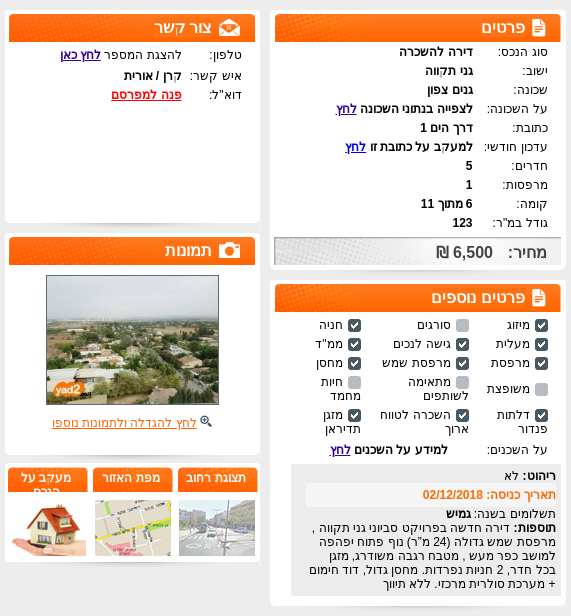 פרטים
סוג הנכס: דירה להשכרה
ישוב: גני תקווה
שכונה: גנים צפון
על השכונה: לצפייה בנתוני השכונה לחץ
כתובת: דרך הים 1
עדכון חודשי: למעקב על כתובת זו לחץ
חדרים: 5
מרפסות: 1
קומה: 6 מתוך 11
גודל במ"ר: 123
מחיר: 6,500 ₪
פרטים נוספים
מיזוג סורגים חניה
מעלית גישה לנכים ממ"ד
מרפסת מרפסת שמש מחסן
משופצת מתאימה לשותפים חיות מחמד
דלתות פנדור השכרה לטווח ארוך מזגן תדיראן
על השכנים: למידע על השכנים לחץ
ריהוט: לא
תאריך כניסה: 02/12/2018
תשלומים בשנה: גמיש
תוספות: דירה חדשה בפרויקט סביוני גני תקווה ,
מרפסת שמש גדולה (24 מ"ר) נוף פתוח יפהפה
למושב כפר מעש , מטבח רגבה משודרג, מזגן
בכל חדר, 2 חניות נפרדות. מחסן גדול, דוד חימום
+ מערכת סולרית מרכזי. ללא תיווך
צור קשר
טלפון: להצגת המספר לחץ כאן
איש קשר: קרן / אורית
דוא"ל: פנה למפרסם
תמונות
yad2
לחץ להגדלה ולתמונות נוספו
תצוגת רחוב
מפת האזור
מעקב על
הנכס